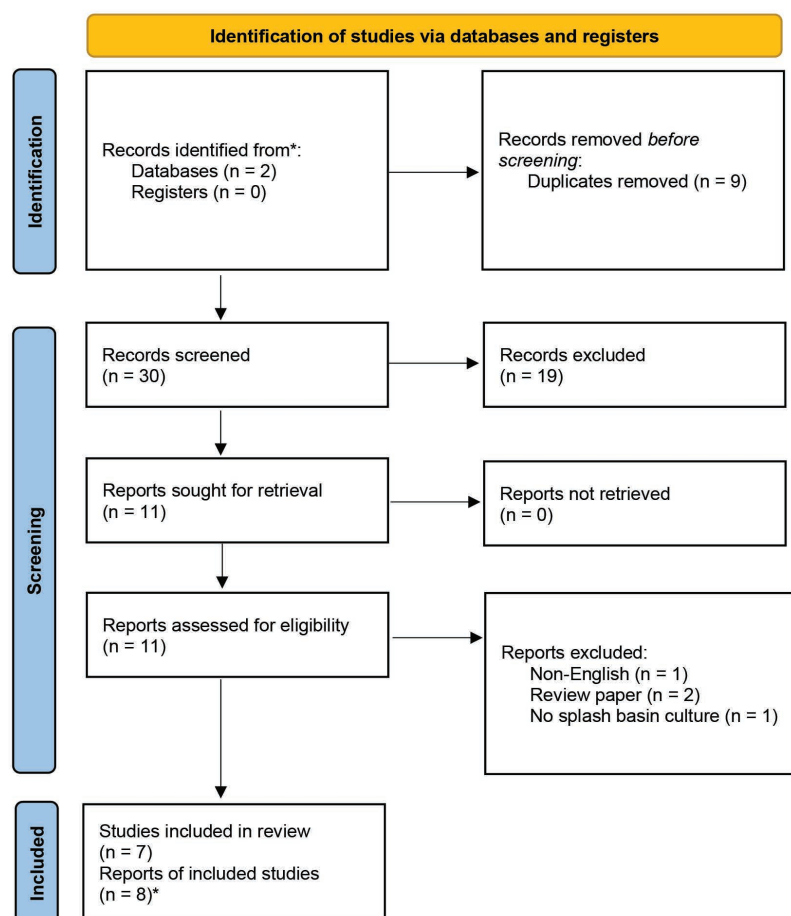 Identification of studies via databases and registers
Identification
Records identified from*:
Databases (n = 2)
Registers (n = 0)
Records removed before
screening:
Duplicates removed (n = 9)
Screening
Records screened
(n = 30)
Records excluded
(n = 19)
Reports sought for retrieval
(n = 11)
Reports not retrieved
(n = 0)
Reports assessed for eligibility
(n = 11)
Reports excluded:
Non-English (n = 1)
Review paper (n = 2)
No splash basin culture (n = 1)
Included
Studies included in review
(n = 7)
Reports of included studies
(n = 8)*